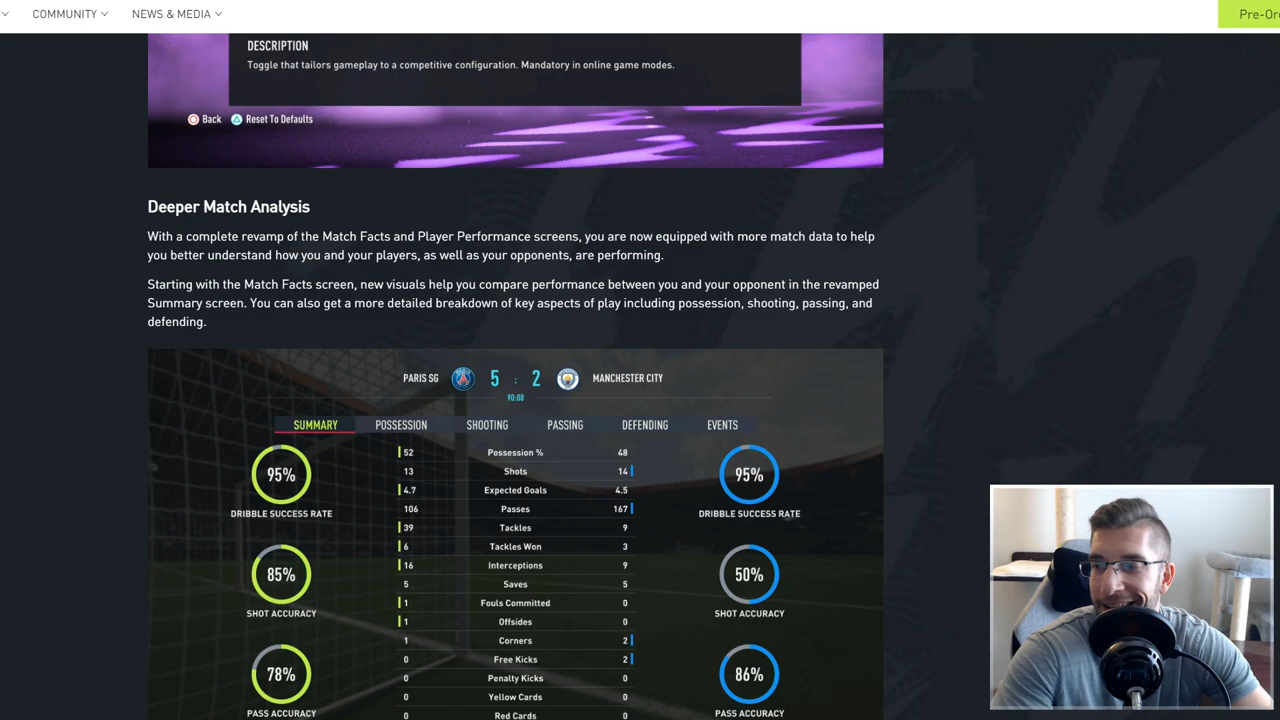 COMMUNITY NEWS & MEDIA
DESCRIPTION
Toggle that tailors gameplay to a competitive configuration. Mandatory in online game modes.
Back Reset To Defaults
Deeper Match Analysis
With a complete revamp of the Match Facts and Player Performance screens, you are now equipped with more match data to help
you better understand how you and your players, as well as your opponents, are performing.
Starting with the Match Facts screen, new visuals help you compare performance between you and your opponent in the revamped
Summary screen. You can also get a more detailed breakdown of key aspects of play including possession, shooting, passing, and
defending.
PARIS SG 5 : 2 MANCHESTER CITY
90:08
SUMMARY POSSESSION SHOOTING PASSING DEFENDING EVENTS
95%
DRIBBLE SUCCESS RATE
85%
SHOT ACCURACY
78%
PASS ACCURACY
52 Possession % 48
13 Shots 14
4.7 Expected Goals 4.5
106 Passes 167
39 Tackles 9
6 Tackles Won 3
16 Interceptions 9
5 Saves 5
1 Fouls Committed 0
1 Offsides 0
1 Corners 2
0 Free Kicks 2
0 Penalty Kicks 0
0 Yellow Cards 0
0 Red Cards 0
95%
DRIBBLE SUCCESS RATE
50%
SHOT ACCURACY
86%
PASS ACCURACY